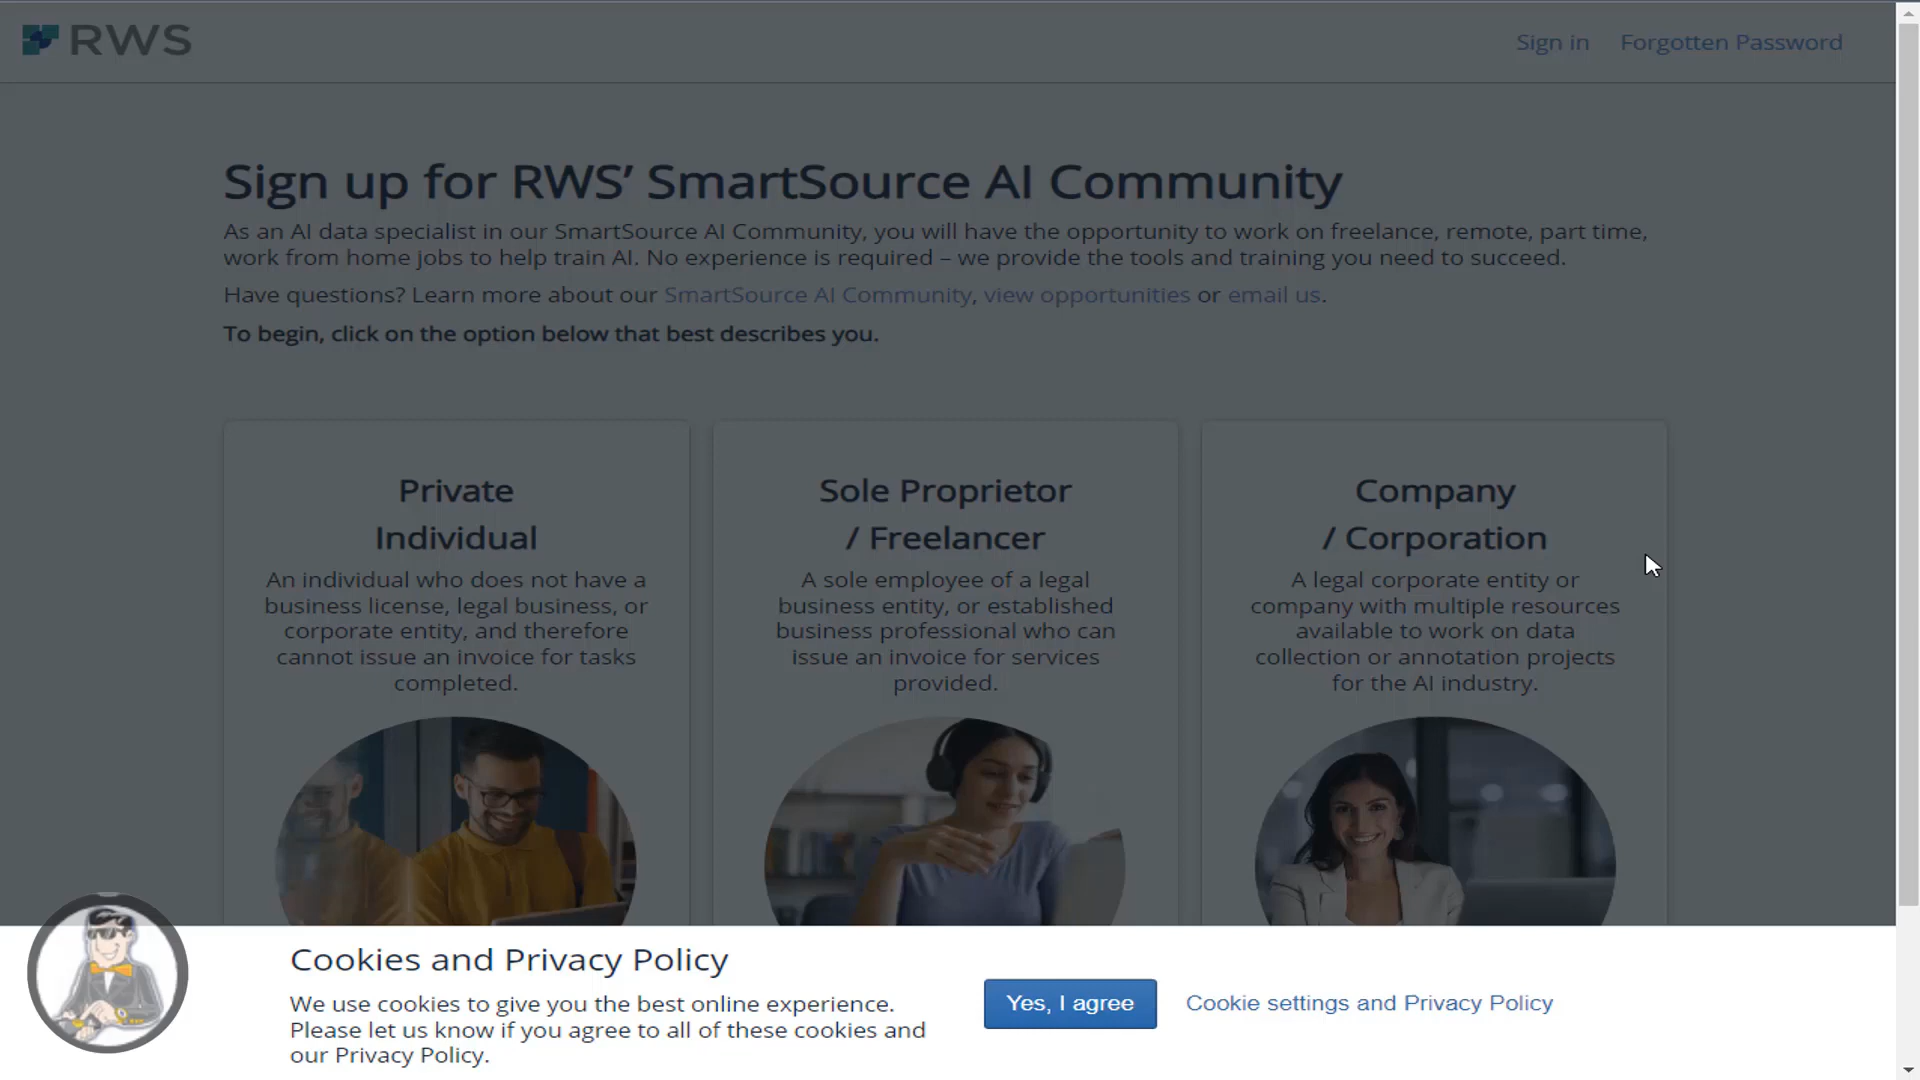 RWS
Sign in
Forgotten Password
Sign up for RWS’ SmartSource AI Community
As an AI data specialist in our SmartSource AI Community, you will have the opportunity to work on freelance, remote, part time,
work from home jobs to help train AI. No experience is required – we provide the tools and training you need to succeed.
Have questions? Learn more about our SmartSource AI Community, view opportunities or email us.
To begin, click on the option below that best describes you.
Private
Individual
An individual who does not have a
business license, legal business, or
corporate entity, and therefore
cannot issue an invoice for tasks
completed.
Sole Proprietor
/ Freelancer
A sole employee of a legal
business entity, or established
business professional who can
issue an invoice for services
provided.
Company
/ Corporation
A legal corporate entity or
company with multiple resources
available to work on data
collection or annotation projects
for the AI industry.
Cookies and Privacy Policy
We use cookies to give you the best online experience.
Please let us know if you agree to all of these cookies and
our Privacy Policy.
Yes, I agree
Cookie settings and Privacy Policy